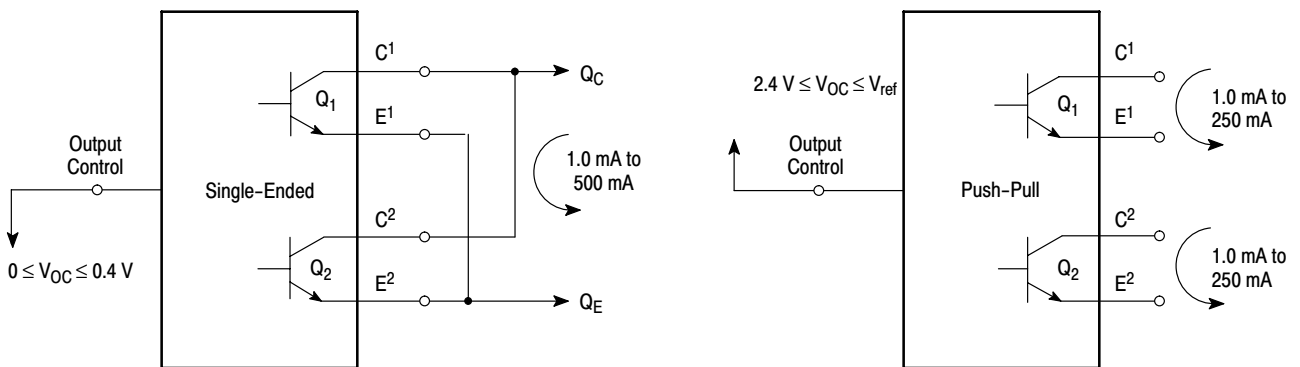 C1
Q1
E1
QC
Output
Control
Single-Ended
1.0 mA to
500 mA
0 ≤ VOC ≤ 0.4 V
C2
Q2
E2
QE
2.4 V ≤ VOC ≤ Vref
C1
Q1
E1
1.0 mA to
250 mA
Output
Control
Push-Pull
C2
Q2
E2
1.0 mA to
250 mA